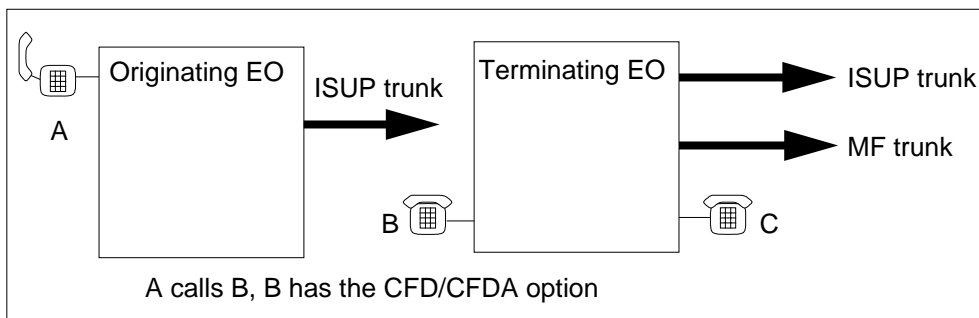 Originating EO
ISUP trunk
A
Terminating EO
ISUP trunk
MF trunk
B
C
A calls B, B has the CFD/CFDA option